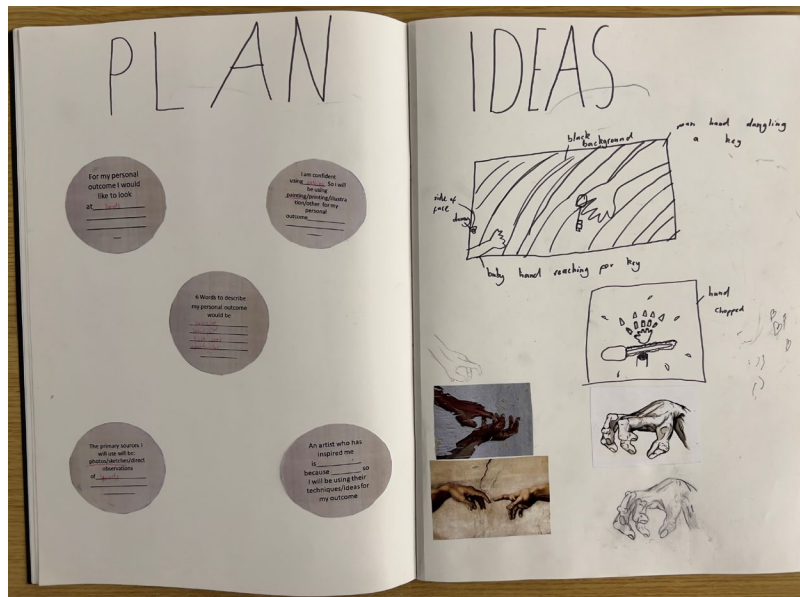 PLAN
For my personal
outcome I would
like to look
at
I am confident
using So I will
be using
painting/printing/illustra
tion/other for my
personal
outcome
6 Words to describe
my personal outcome
would be
The primary sources I
will use will be:
photos/sketches/direct
observations
of
An artist who has
inspired me
is
because so
I will be using their
techniques/ideas for
my outcome
IDEAS
black
background
man hand dangling
a key
side of
face
down
baby hand reaching for key
hand
chopped